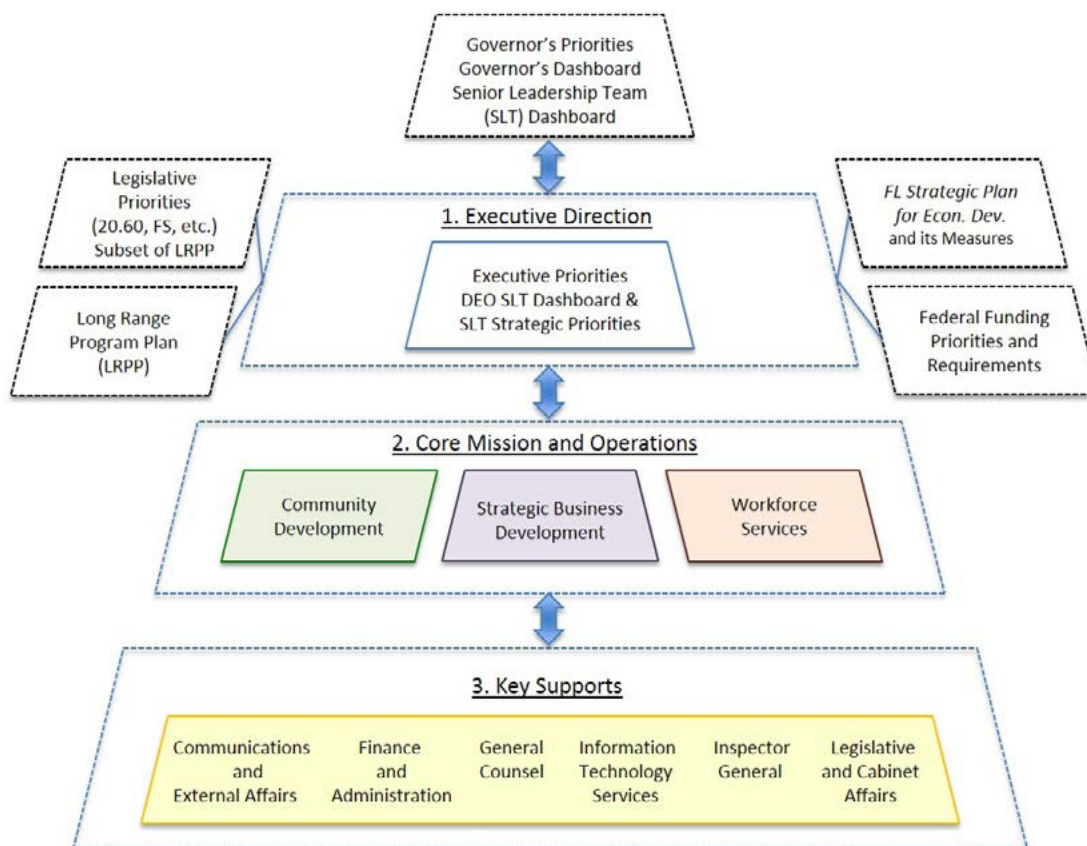 Governor's Priorities
Governor's Dashboard
Senior Leadership Team
(SLT) Dashboard
Legislative
Priorities
(20.60, FS, etc.)
Subset of LRPP
Long Range
Program Plan
(LRPP)
1. Executive Direction
Executive Priorities
DEO SLT Dashboard &
SLT Strategic Priorities
FL Strategic Plan
for Econ. Dev.
and its Measures
Federal Funding
Priorities and
Requirements
2. Core Mission and Operations
Community
Development
Strategic Business
Development
Workforce
Services
3. Key Supports
Communications
and
External Affairs
Finance
and
Administration
General
Counsel
Information
Technology
Services
Inspector
General
Legislative
and Cabinet
Affairs